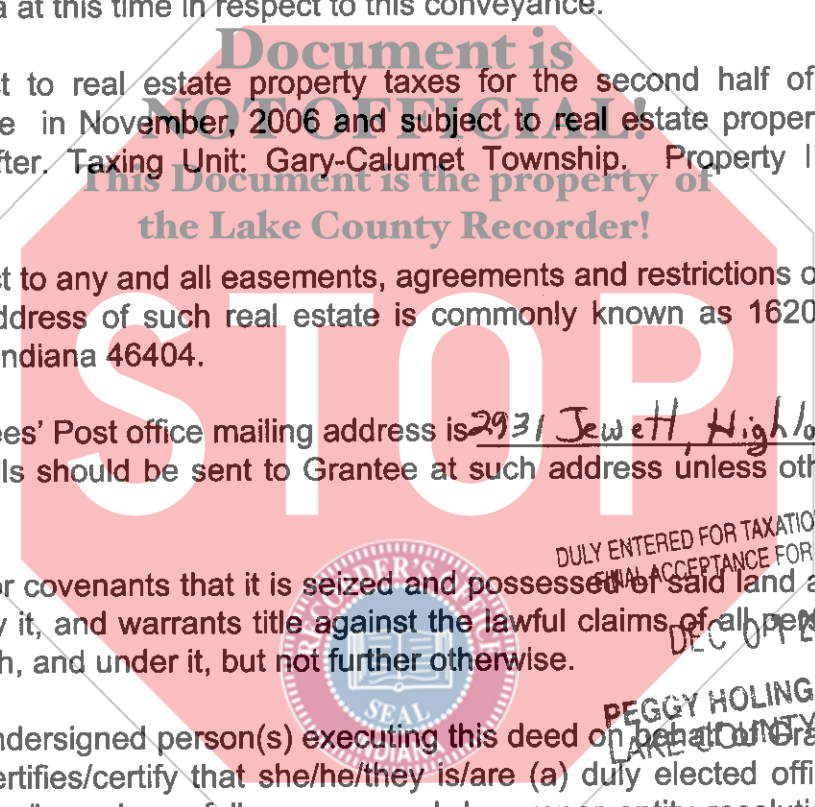 a at this time in respect to this conveyance.
Document is
t to real estate property taxes for the second half of
NOT OFFICIAL!
e in November, 2006 and subject to real estate proper
fter. Taxing Unit: Gary-Calumet Township. Property I
This Document is the property of
the Lake County Recorder!
t to any and all easements, agreements and restrictions o
ddress of such real estate is commonly known as 1620
ndiana 46404.
STOP
ees' Post office mailing address is 2931 Jewett, Highla
lls should be sent to Grantee at such address unless oth
DULY ENTERED FOR TAXATIO
FINAL ACCEPTANCE FOR
or covenants that it is seized and possessed of said land a
RECORDER'S OFFICE
y it, and warrants title against the lawful claims of all pers
DEC
h, and under it, but not further otherwise.
SEAL
INDIANA
PEGGY HOLING
ndersigned person(s) executing this deed on behalf of Gra
LAKE COUNTY
ertifies/certify that she/he/they is/are (a) duly elected offi